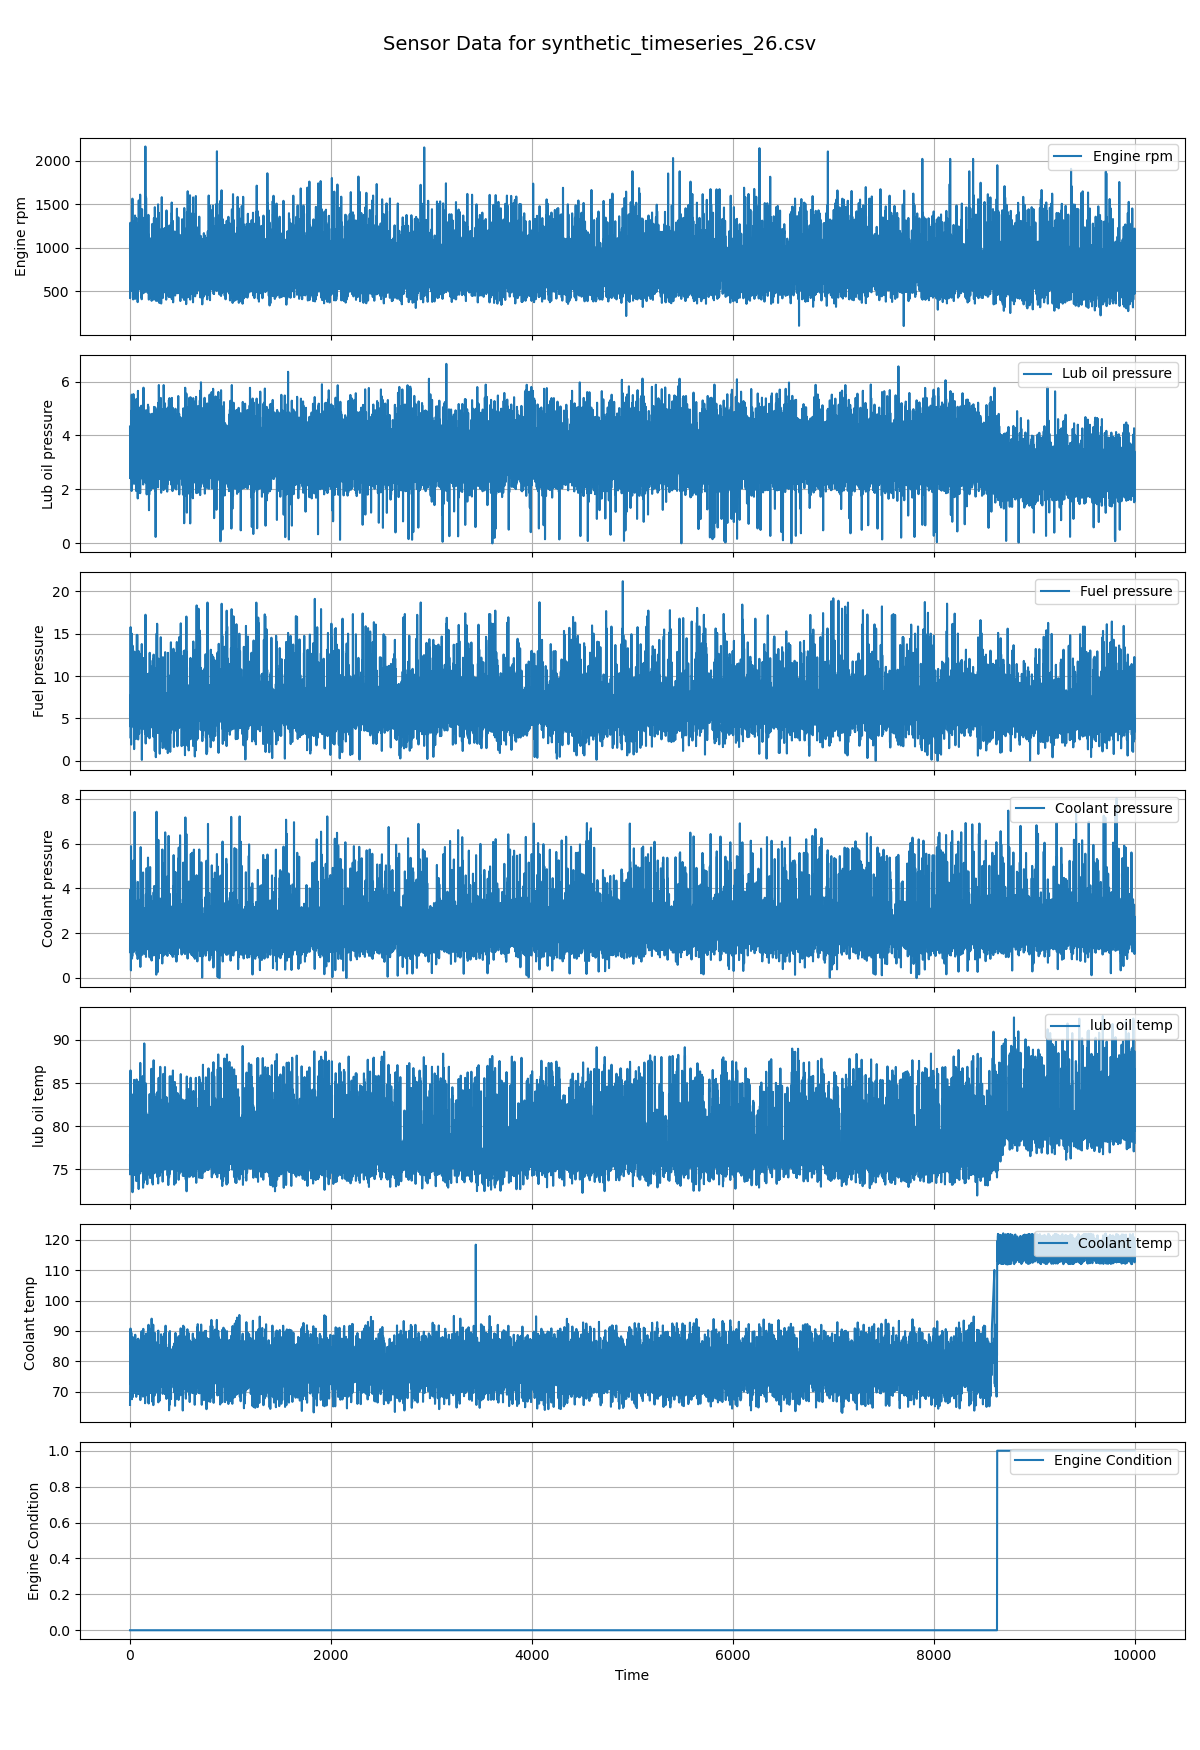 Sensor Data for synthetic_timeseries_26.csv
Engine rpm
2000
1500
1000
500
Engine rpm
Lub oil pressure
6
4
2
0
Lub oil pressure
Fuel pressure
20
15
10
5
0
Fuel pressure
Coolant pressure
8
6
4
2
0
Coolant pressure
lub oil temp
90
85
80
75
lub oil temp
Coolant temp
120
110
100
90
80
70
Coolant temp
Engine Condition
1.0
0.8
0.6
0.4
0.2
0.0
Engine Condition
0 2000 4000 6000 8000 10000
Time